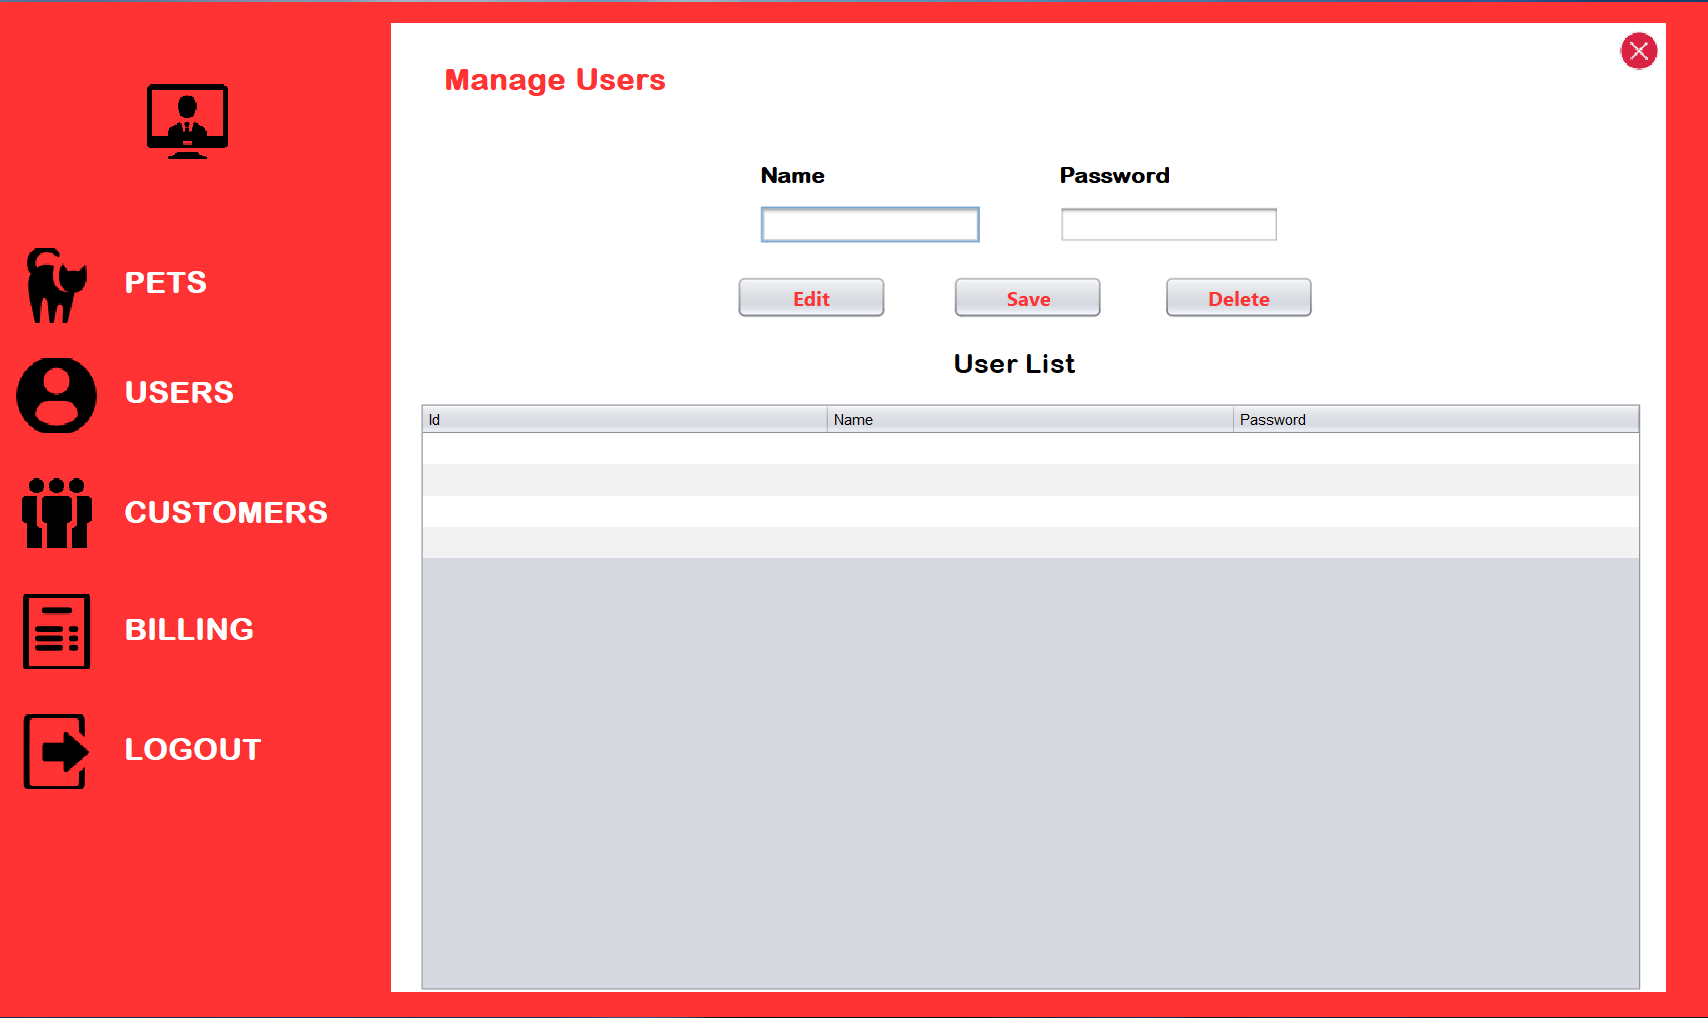 Manage Users
Name
Password
Edit
Save
Delete
User List
Id
Name
Password
PETS
USERS
CUSTOMERS
BILLING
LOGOUT